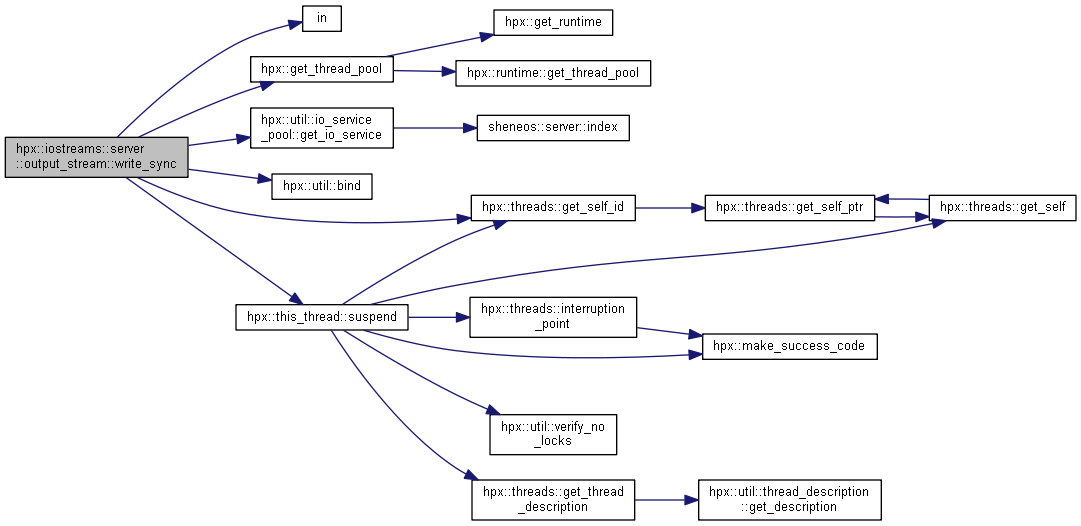 in
hpx::get_runtime
hpx::get_thread_pool
hpx::runtime::get_thread_pool
hpx::util::io_service
_pool::get_io_service
sheneos::server::index
hpx::iostreams::server
::output_stream::write_sync
hpx::util::bind
hpx::threads::get_self_id
hpx::threads::get_self_ptr
hpx::threads::get_self
hpx::this_thread::suspend
hpx::threads::interruption
_point
hpx::make_success_code
hpx::util::verify_no
_locks
hpx::threads::get_thread
_description
hpx::util::thread_description
::get_description